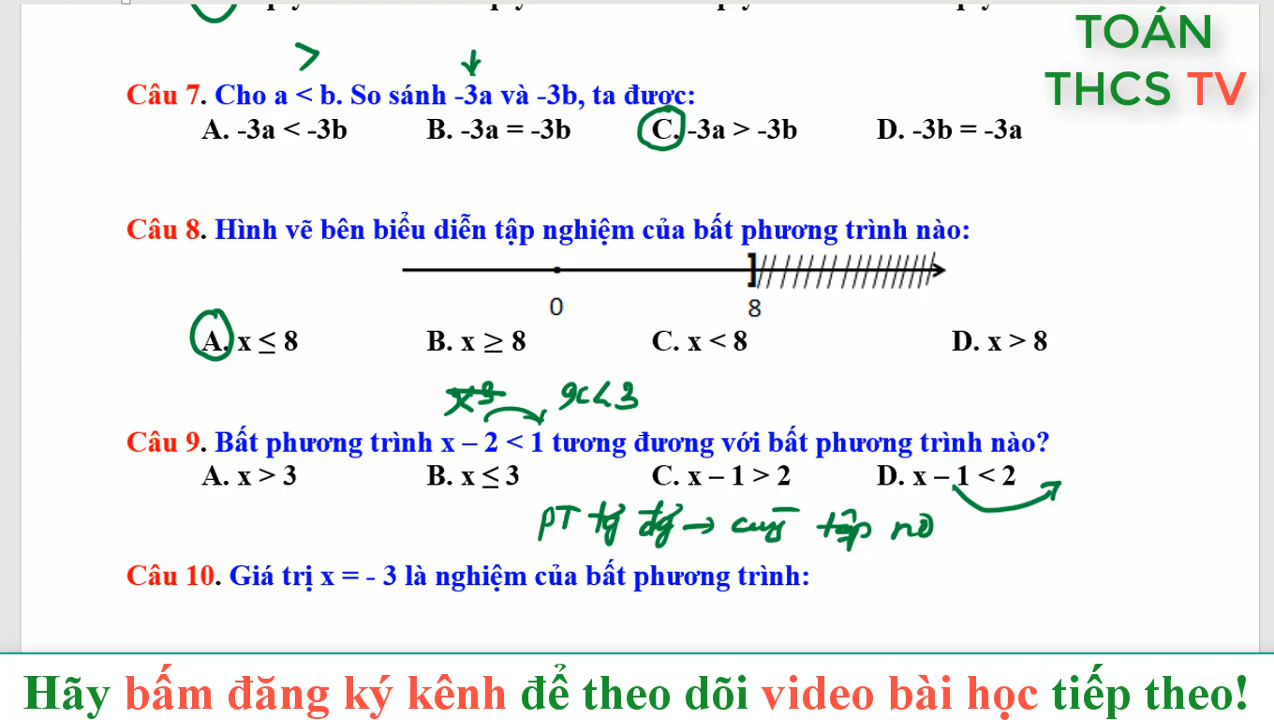 TOÁN
THCS TV
>
Câu 7. Cho a < b. So sánh -3a và -3b, ta được:
A. -3a < -3b B. -3a = -3b C. -3a > -3b D. -3b = -3a
Câu 8. Hình vẽ bên biểu diễn tập nghiệm của bất phương trình nào:
0 8
A. x ≤ 8 B. x ≥ 8 C. x < 8 D. x > 8
x < 3
Câu 9. Bất phương trình x – 2 < 1 tương đương với bất phương trình nào?
A. x > 3 B. x ≤ 3 C. x – 1 > 2 D. x – 1 < 2
PT tg đg → cùng tập no
Câu 10. Giá trị x = - 3 là nghiệm của bất phương trình:
Hãy bấm đăng ký kênh để theo dõi video bài học tiếp theo!